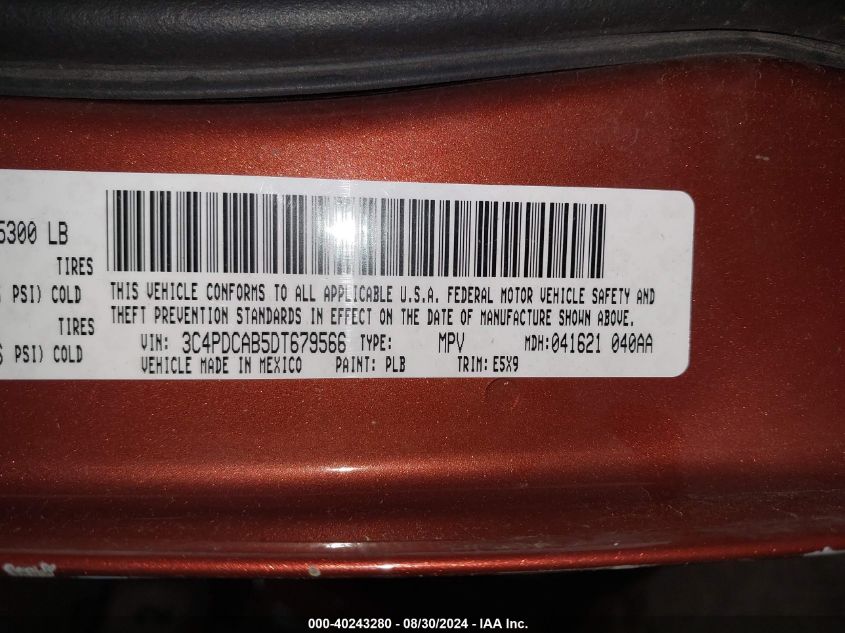 5300 LB
TIRES
PSI) COLD
TIRES
PSI) COLD
THIS VEHICLE CONFORMS TO ALL APPLICABLE U.S.A. FEDERAL MOTOR VEHICLE SAFETY AND
THEFT PREVENTION STANDARDS IN EFFECT ON THE DATE OF MANUFACTURE SHOWN ABOVE.
VIN: 3C4PDCAB5DT679566 TYPE: MPV MDH:041621 040AA
VEHICLE MADE IN MEXICO PAINT: PLB TRIM:E5X9
000-40243280 - 08/30/2024 - IAA Inc.